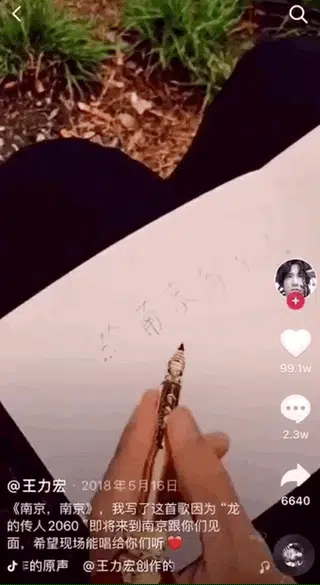 给南京
99.1w
2.3w
6640
@王力宏 · 2018年5月16日
《南京，南京》，我写了这首歌因为“龙
的传人2060”即将来到南京跟你们见
面，希望现场能唱给你们听❤️
的原声 @王力宏创作的